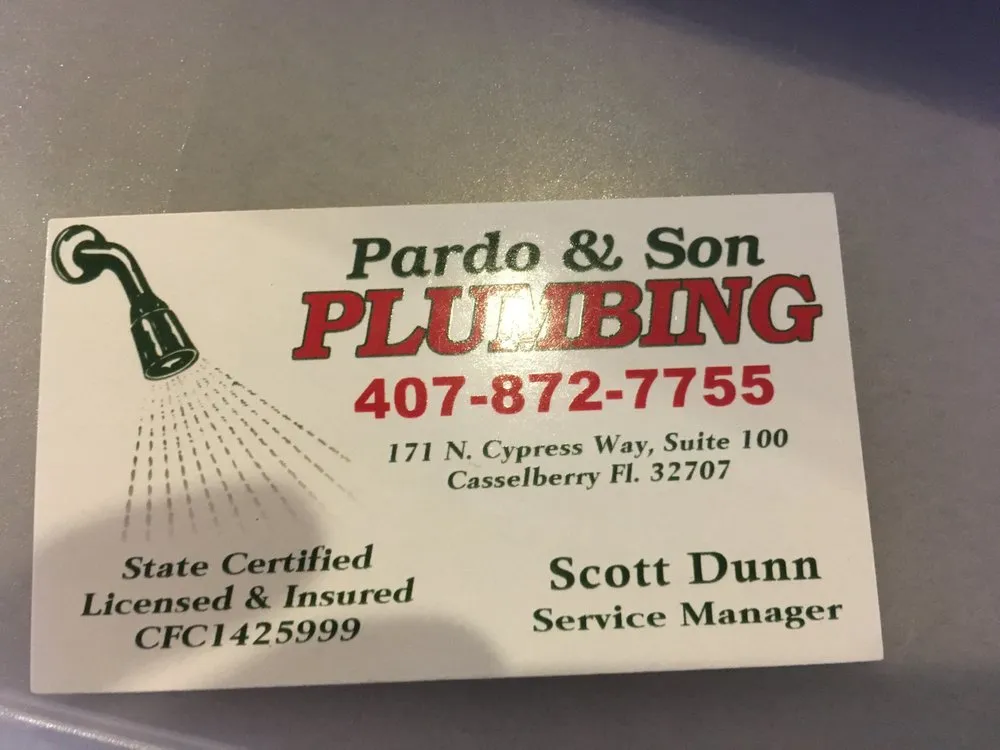 Pardo & Son
PLUMBING
407-872-7755
171 N. Cypress Way, Suite 100
Casselberry Fl. 32707
State Certified
Licensed & Insured
CFC1425999
Scott Dunn
Service Manager